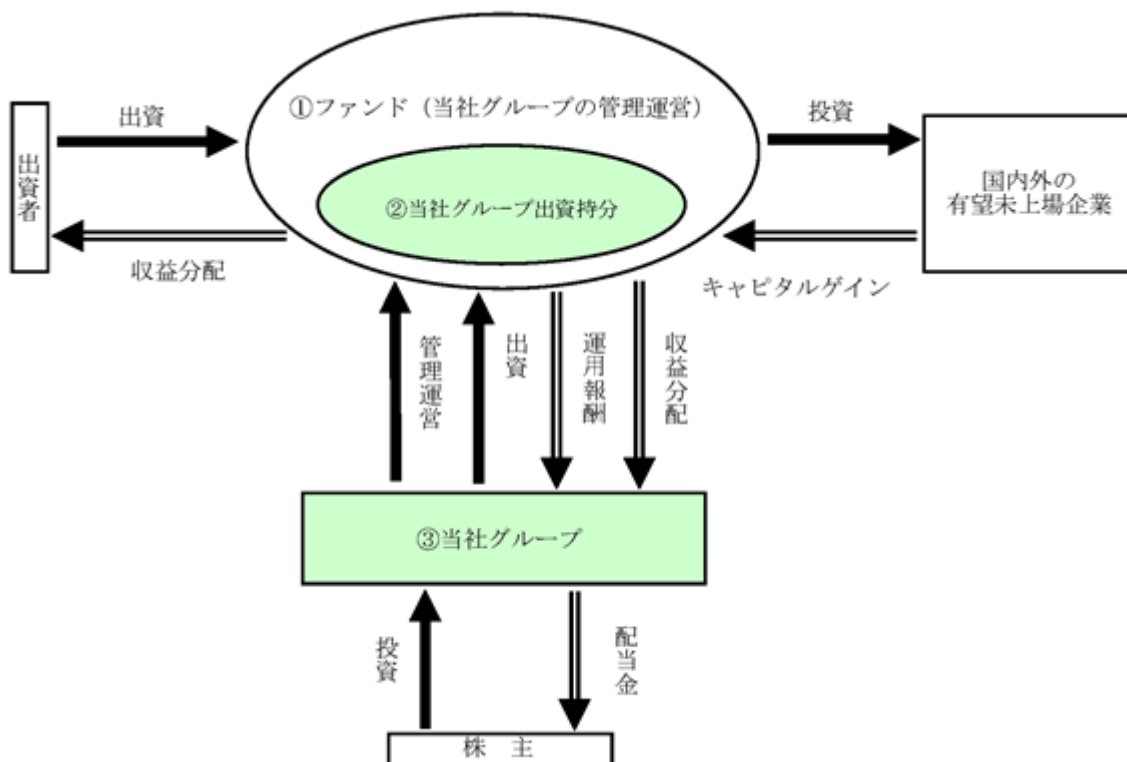 ①ファンド（当社グループの管理運営）
出資
投資
出資者
国内外の
有望未上場企業
②当社グループ出資持分
収益分配
キャピタルゲイン
管理運営
出資
運用報酬
収益分配
③当社グループ
投資
配当金
株 主